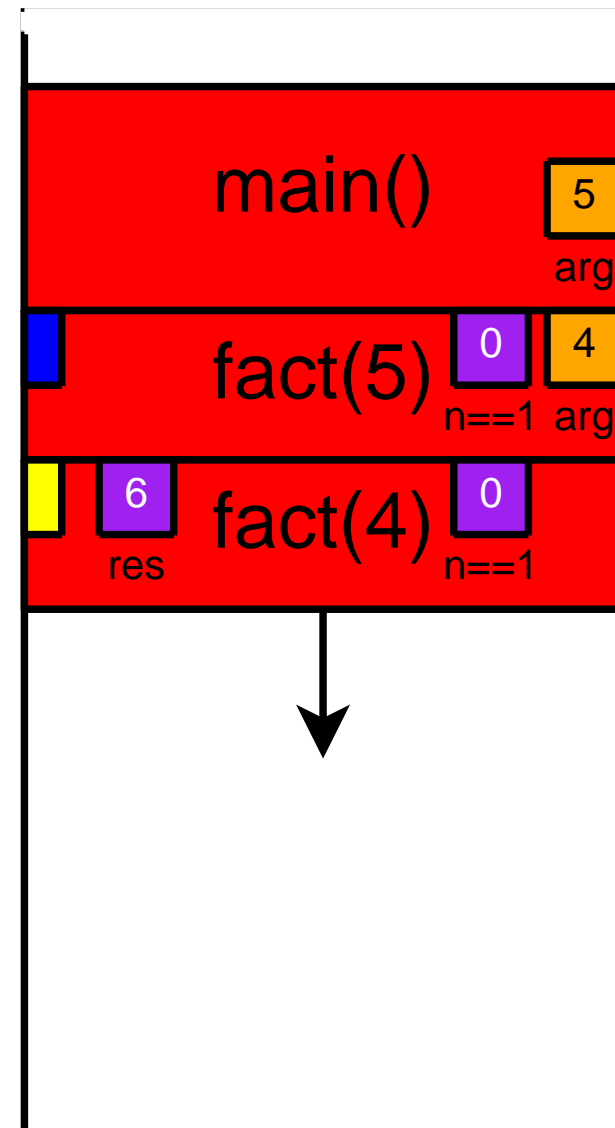 main()
5
arg
fact(5)
0
4
n==1
arg
6
fact(4)
0
res
n==1